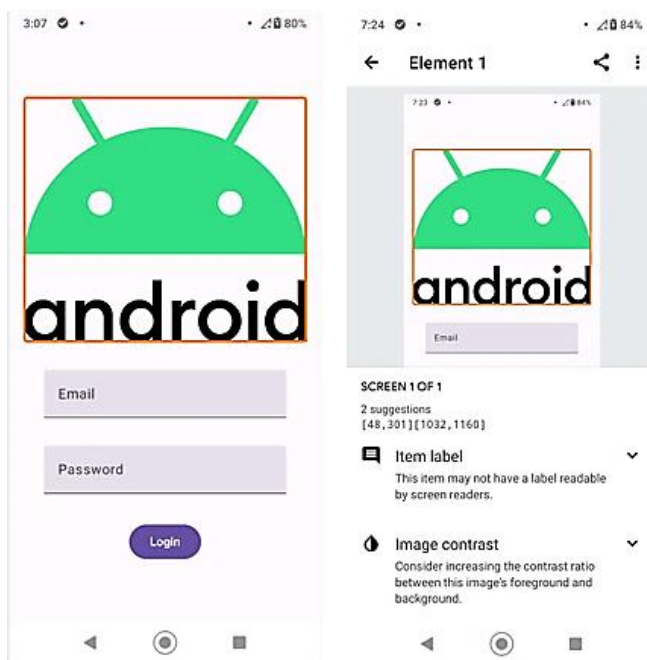 3:07
80%
android
Email
Password
Login
7:24
84%
Element 1
7:23
84%
android
Email
SCREEN 1 OF 1
2 suggestions
[48,301][1032,1160]
Item label
This item may not have a label readable
by screen readers.
Image contrast
Consider increasing the contrast ratio
between this image's foreground and
background.